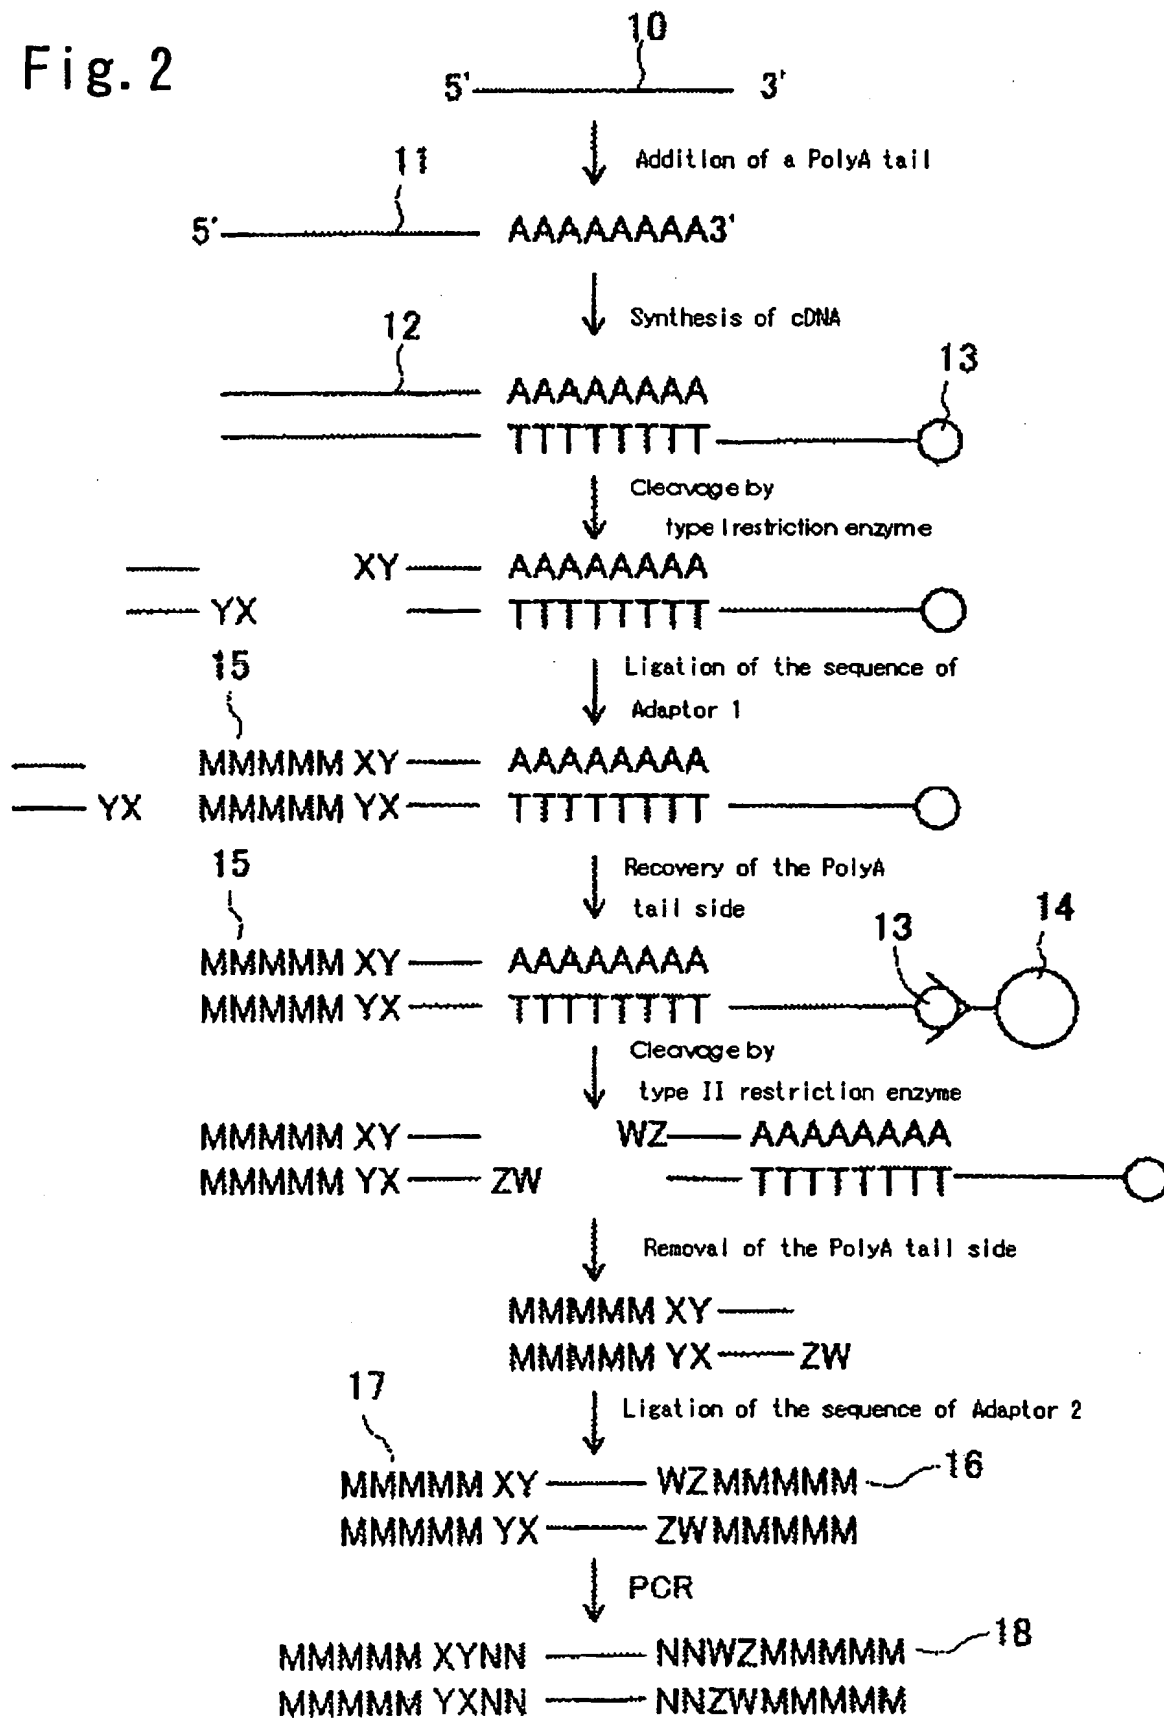 Fig. 2
10
5' 3'
Addition of a PolyA tail
11
5' AAAAAAAA3'
Synthesis of cDNA
12
13
AAAAAAAA
TTTTTTTT
Cleavage by
type I restriction enzyme
XY AAAAAAAA
YX TTTTTTTT
15
Ligation of the sequence of
Adaptor 1
MMMMM XY AAAAAAAA
YX MMMMM YX TTTTTTTT
15
Recovery of the PolyA
tail side
13
14
MMMMM XY AAAAAAAA
MMMMM YX TTTTTTTT
Cleavage by
type II restriction enzyme
MMMMM XY WZ AAAAAAAA
MMMMM YX ZW TTTTTTTT
Removal of the PolyA tail side
MMMMM XY
MMMMM YX ZW
17
Ligation of the sequence of Adaptor 2
MMMMM XY WZMMMMM 16
MMMMM YX ZWMMMMM
PCR
MMMMM XYNN NNWZMMMMM 18
MMMMM YXNN NNZWMMMMM